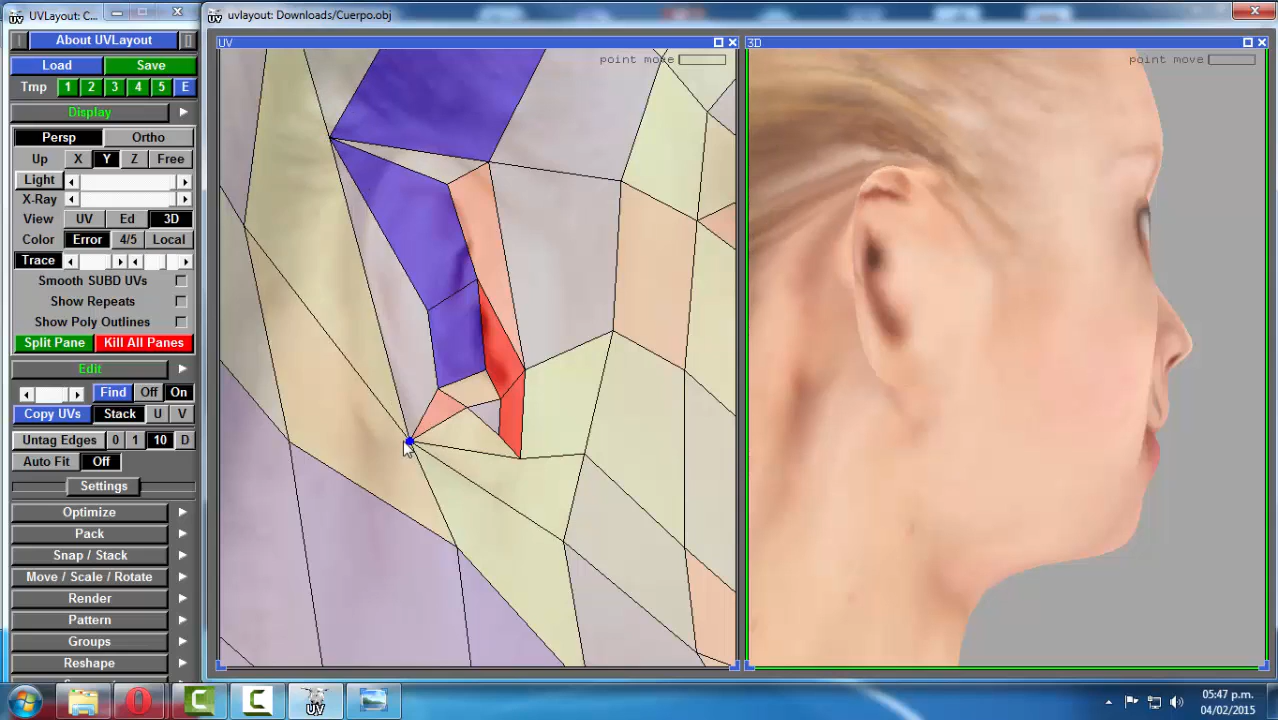 UVLayout: C...
uvlayout: Downloads/Cuerpo.obj
About UVLayout
Load Save
Tmp 1 2 3 4 5 E
Display
Persp Ortho
Up X Y Z Free
Light
X-Ray
View UV Ed 3D
Color Error 4/5 Local
Trace
Smooth SUBD UVs
Show Repeats
Show Poly Outlines
Split Pane Kill All Panes
Edit
Find Off On
Copy UVs Stack U V
Untag Edges 0 1 10 D
Auto Fit Off
Settings
Optimize
Pack
Snap / Stack
Move / Scale / Rotate
Render
Pattern
Groups
Reshape
UV
point move
3D
point move
UV
05:47 p.m.
04/02/2015